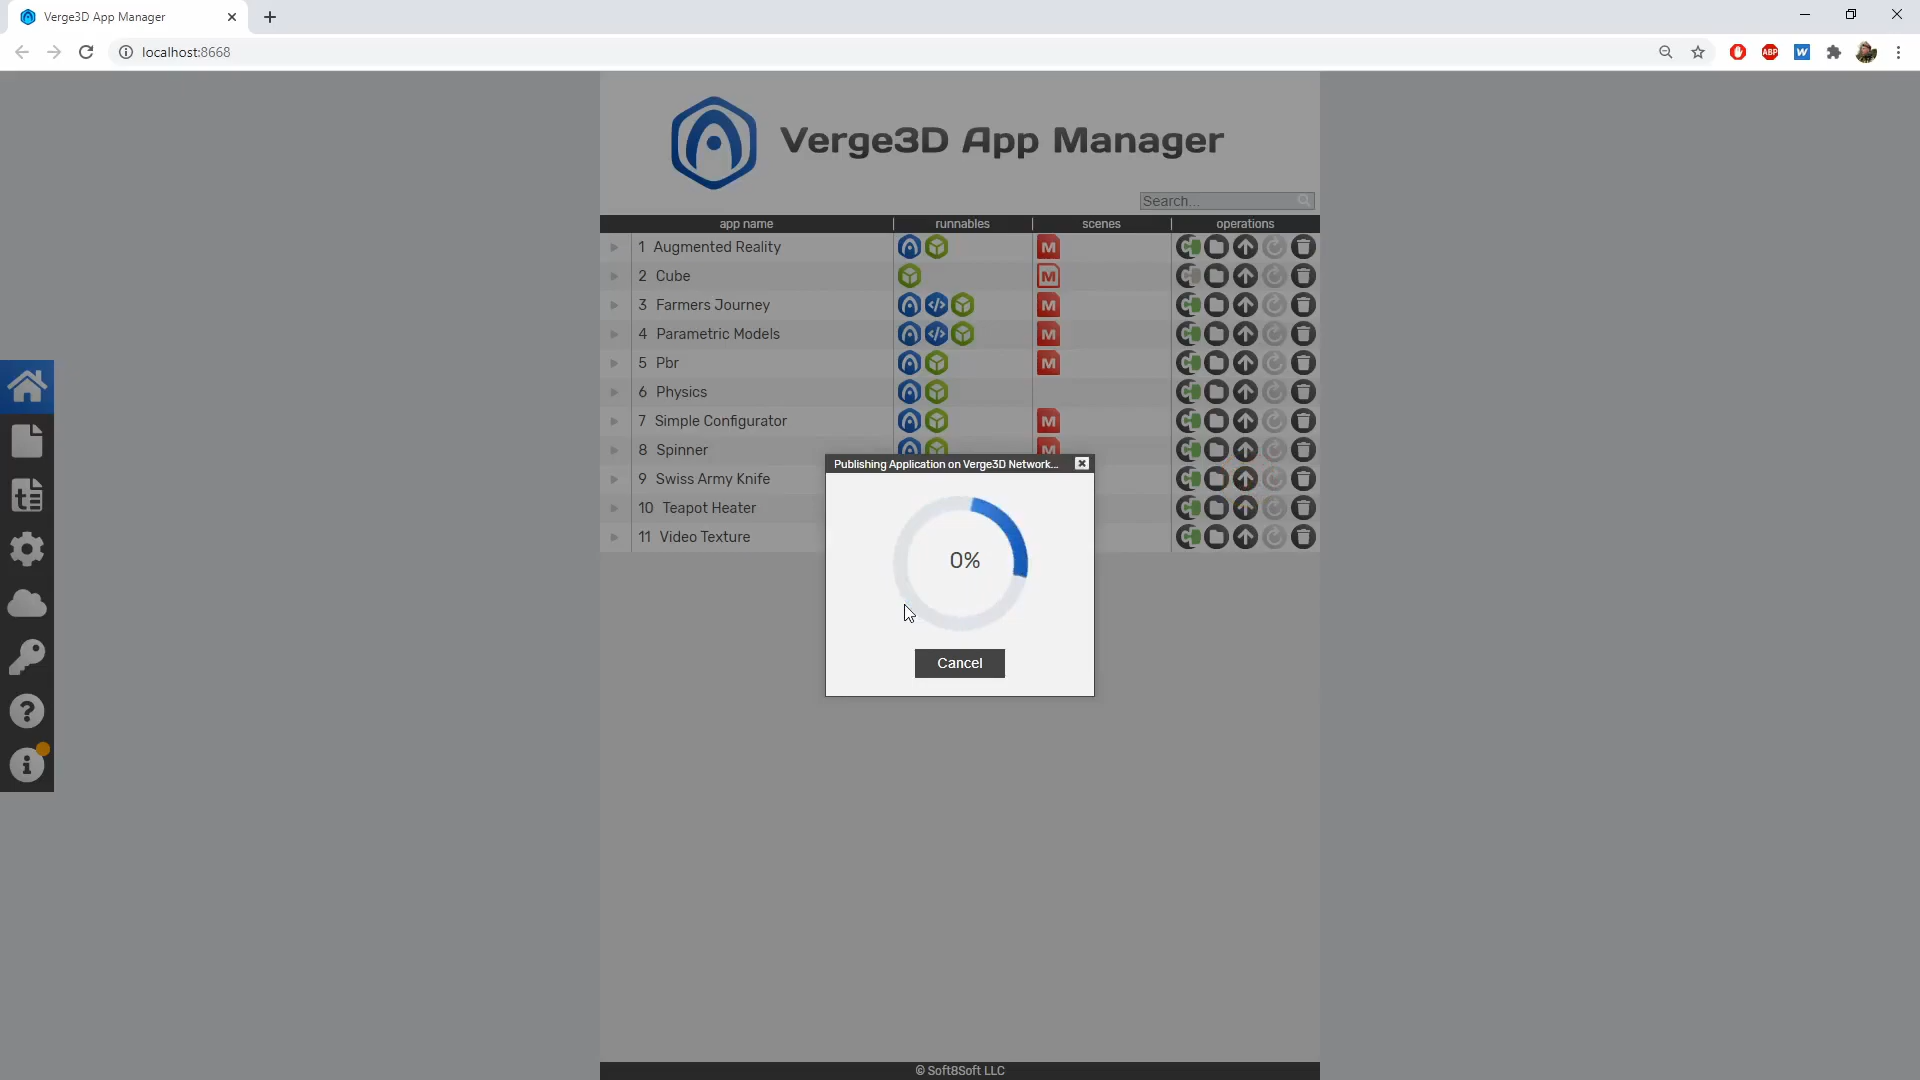 Verge3D App Manager
localhost:8668
ABP
W
Verge3D App Manager
Search...
app name
runnables
scenes
operations
1 Augmented Reality
M
2 Cube
M
3 Farmers Journey
M
4 Parametric Models
M
5 Pbr
M
6 Physics
7 Simple Configurator
M
8 Spinner
M
9 Swiss Army Knife
10 Teapot Heater
11 Video Texture
Publishing Application on Verge3D Network...
0%
Cancel
© Soft8Soft LLC